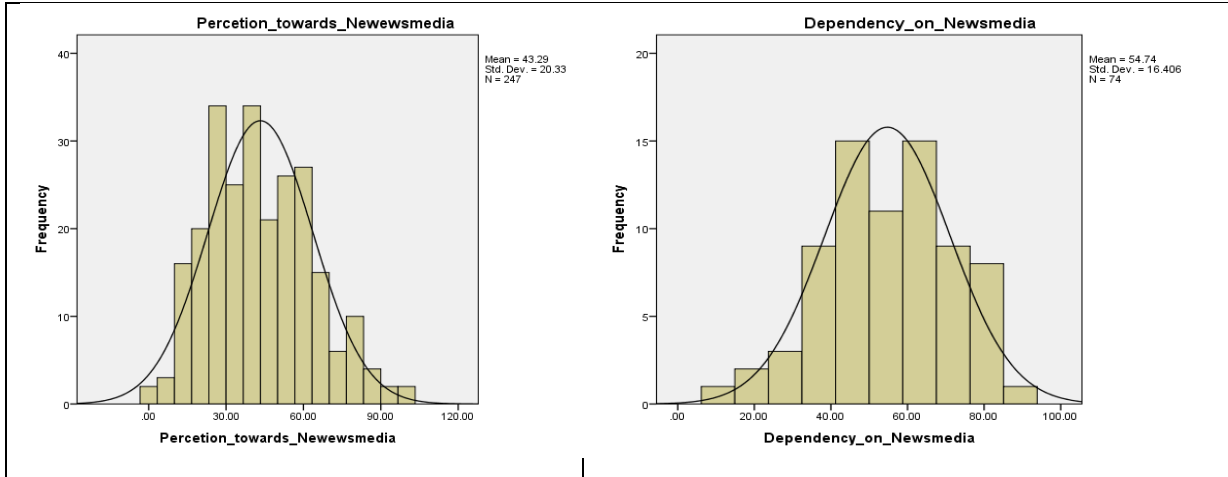 Percetion_towards_Newewsmedia
Mean = 43.29
Std. Dev. = 20.33
N = 247
40
30
20
10
0
Frequency
.00 30.00 60.00 90.00 120.00
Percetion_towards_Newewsmedia
Dependency_on_Newsmedia
Mean = 54.74
Std. Dev. = 16.406
N = 74
20
15
10
5
0
Frequency
.00 20.00 40.00 60.00 80.00 100.00
Dependency_on_Newsmedia